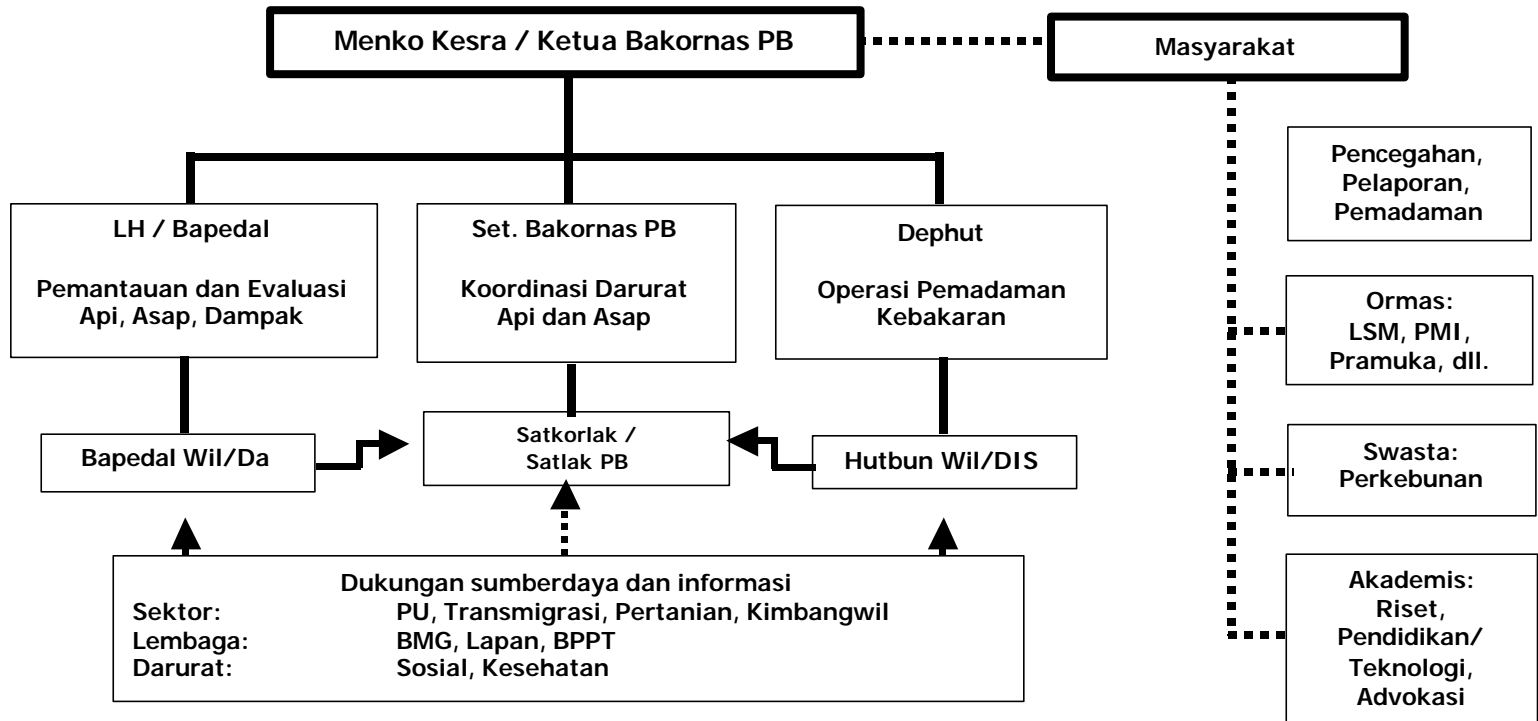 Menko Kesra / Ketua Bakornas PB
Masyarakat
LH / Bapedal
Pemantauan dan Evaluasi
Api, Asap, Dampak
Set. Bakornas PB
Koordinasi Darurat
Api dan Asap
Dephut
Operasi Pemadaman
Kebakaran
Pencegahan,
Pelaporan,
Pemadaman
Ormas:
LSM, PMI,
Pramuka, dll.
Bapedal Wil/Da
Satkorlak /
Satlak PB
Hutbun Wil/DIS
Swasta:
Perkebunan
Dukungan sumberdaya dan informasi
Sektor: PU, Transmigrasi, Pertanian, Kimbangwil
Lembaga: BMG, Lapan, BPPT
Darurat: Sosial, Kesehatan
Akademis:
Riset,
Pendidikan/
Teknologi,
Advokasi